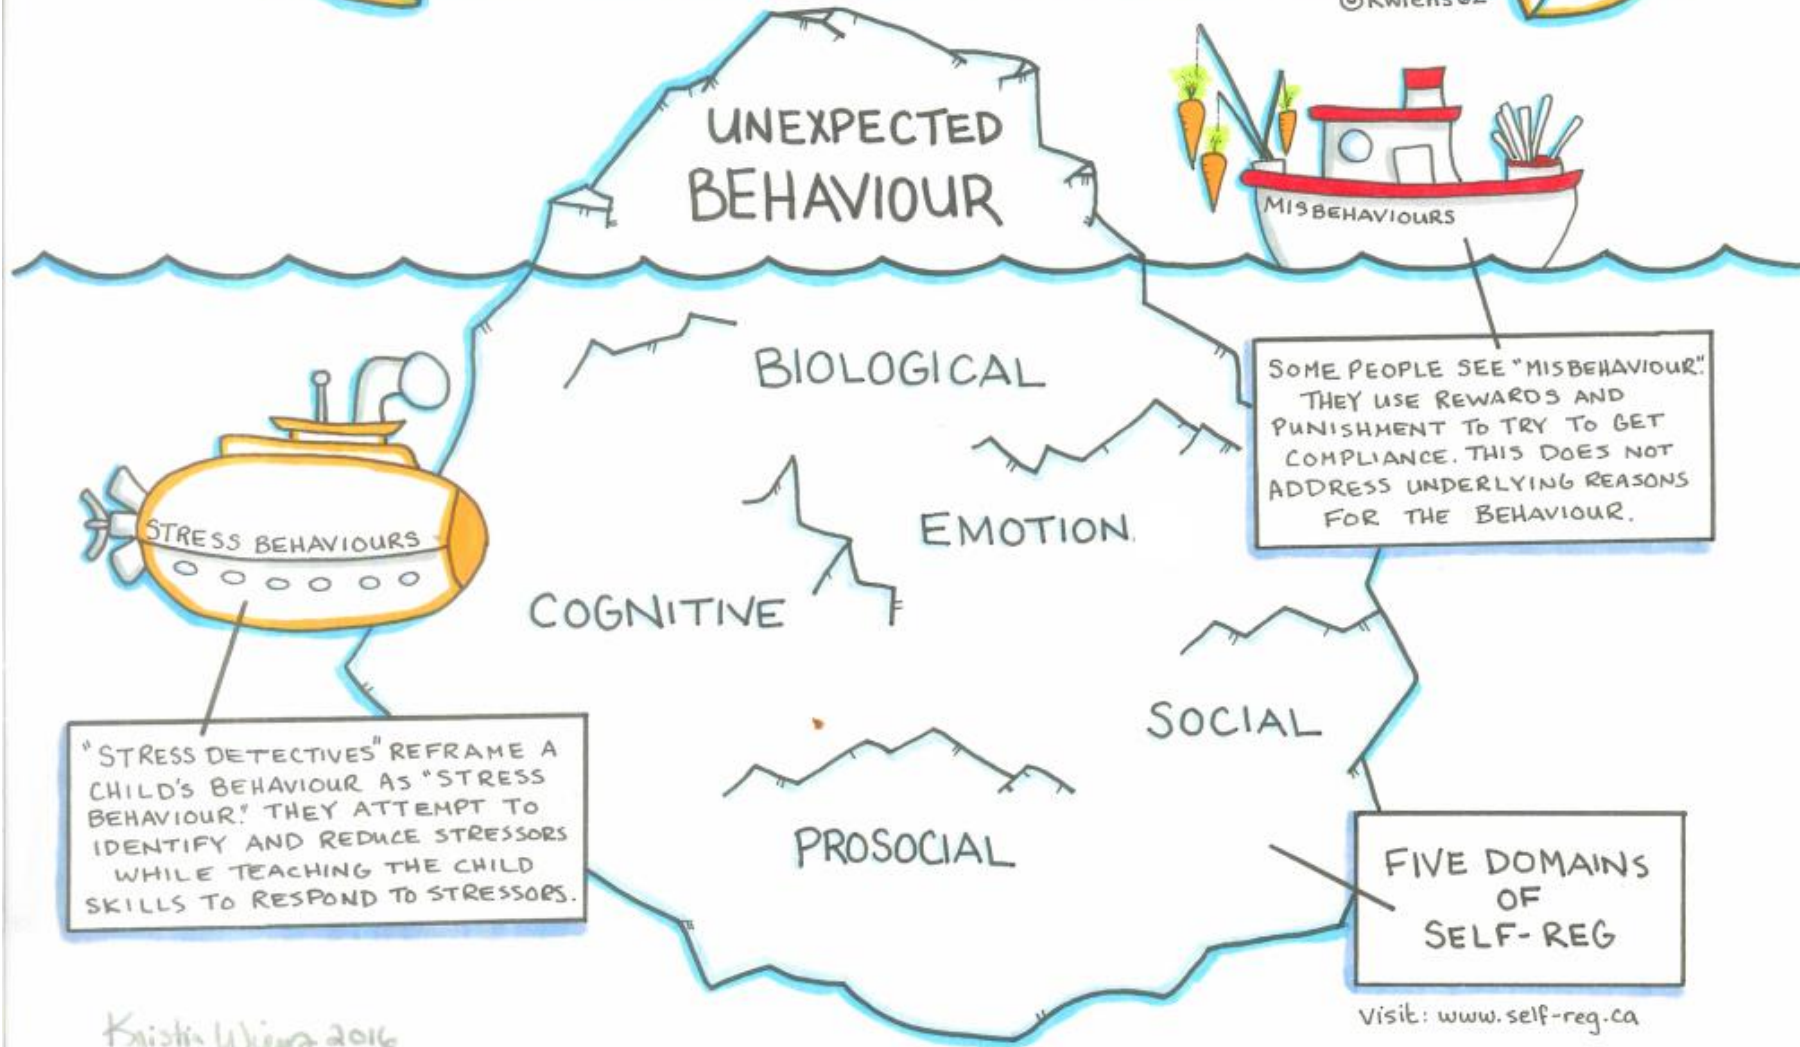 ©KWIENS62
UNEXPECTED
BEHAVIOUR
MISBEHAVIOURS
BIOLOGICAL
SOME PEOPLE SEE "MISBEHAVIOUR".
THEY USE REWARDS AND
PUNISHMENT TO TRY TO GET
COMPLIANCE. THIS DOES NOT
ADDRESS UNDERLYING REASONS
FOR THE BEHAVIOUR.
EMOTION
STRESS BEHAVIOURS
COGNITIVE
SOCIAL
"STRESS DETECTIVES" REFRAME A
CHILD'S BEHAVIOUR AS "STRESS
BEHAVIOUR." THEY ATTEMPT TO
IDENTIFY AND REDUCE STRESSORS
WHILE TEACHING THE CHILD
SKILLS TO RESPOND TO STRESSORS.
PROSOCIAL
FIVE DOMAINS
OF
SELF-REG
Visit: www.self-reg.ca
Kristin Wiens 2016